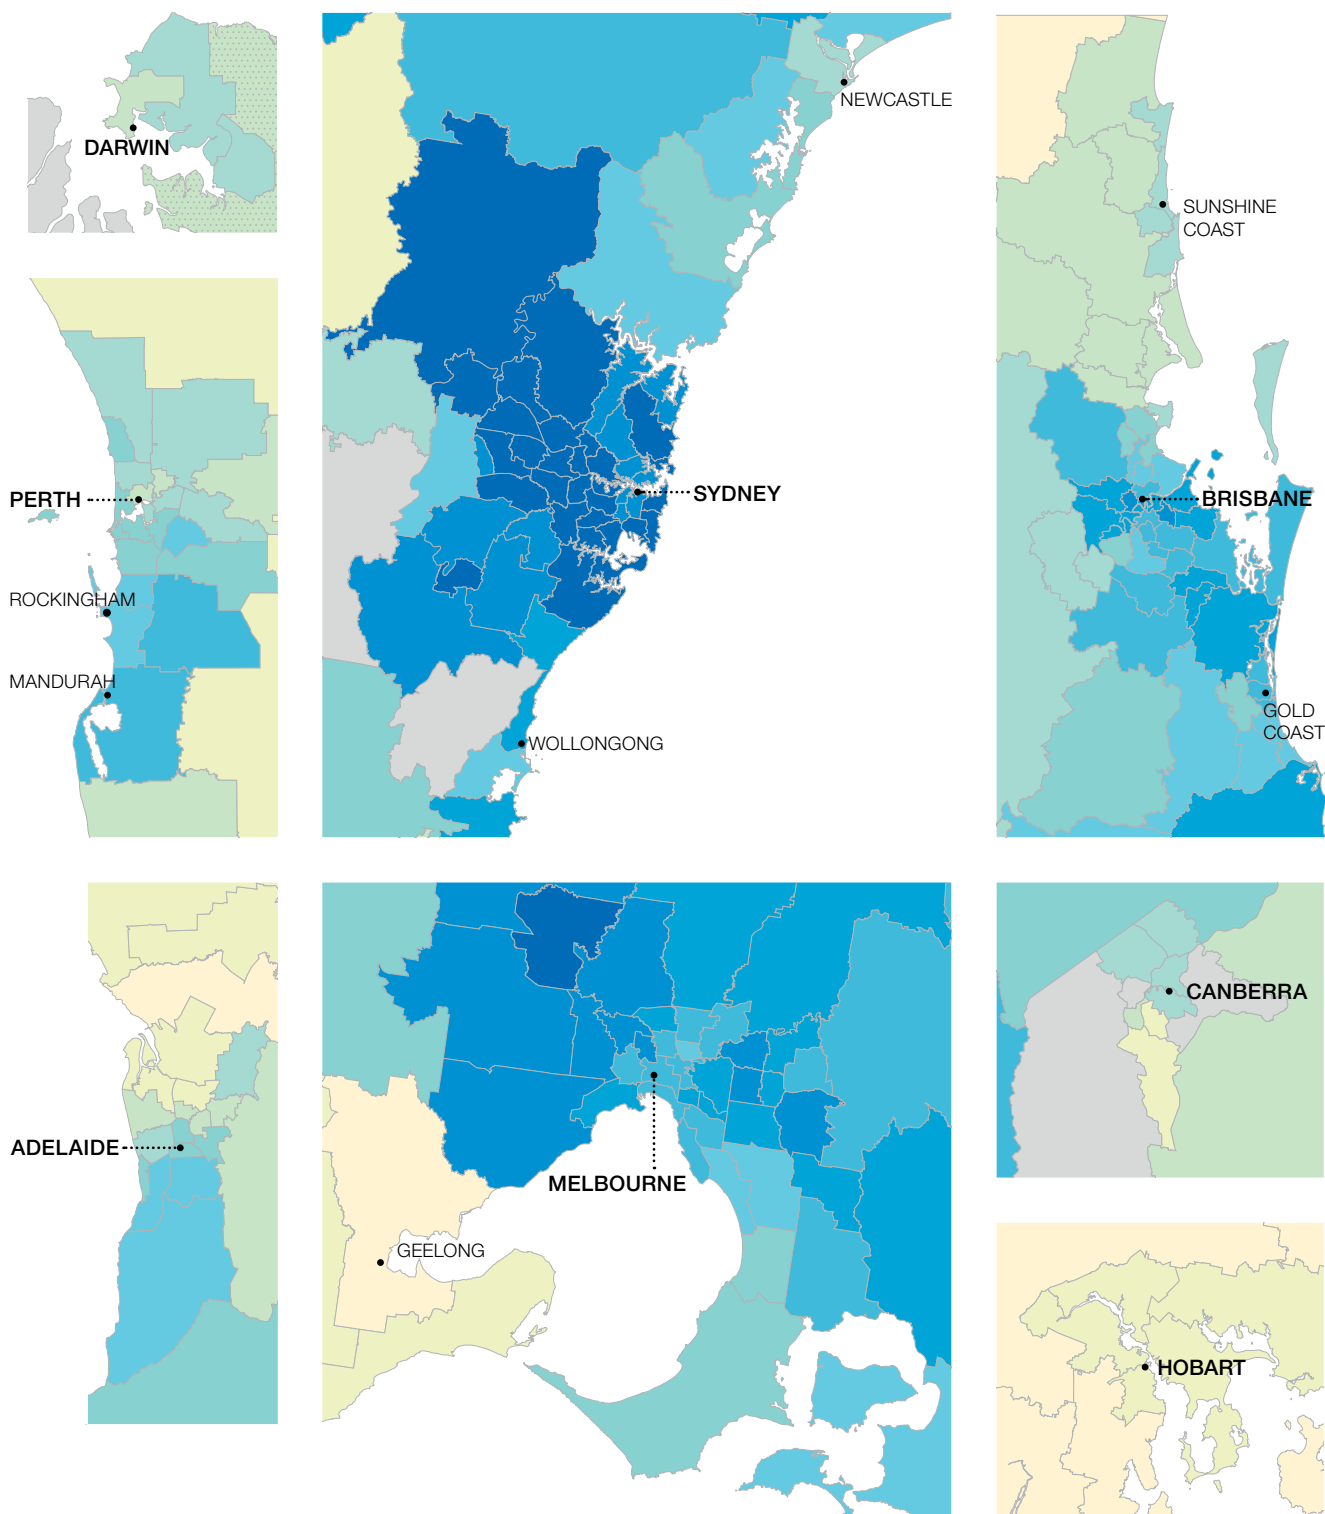 DARWIN
NEWCASTLE
SUNSHINE
COAST
PERTH
SYDNEY
BRISBANE
ROCKINGHAM
MANDURAH
GOLD
COAST
WOLLONGONG
CANBERRA
ADELAIDE
MELBOURNE
GEELONG
HOBART